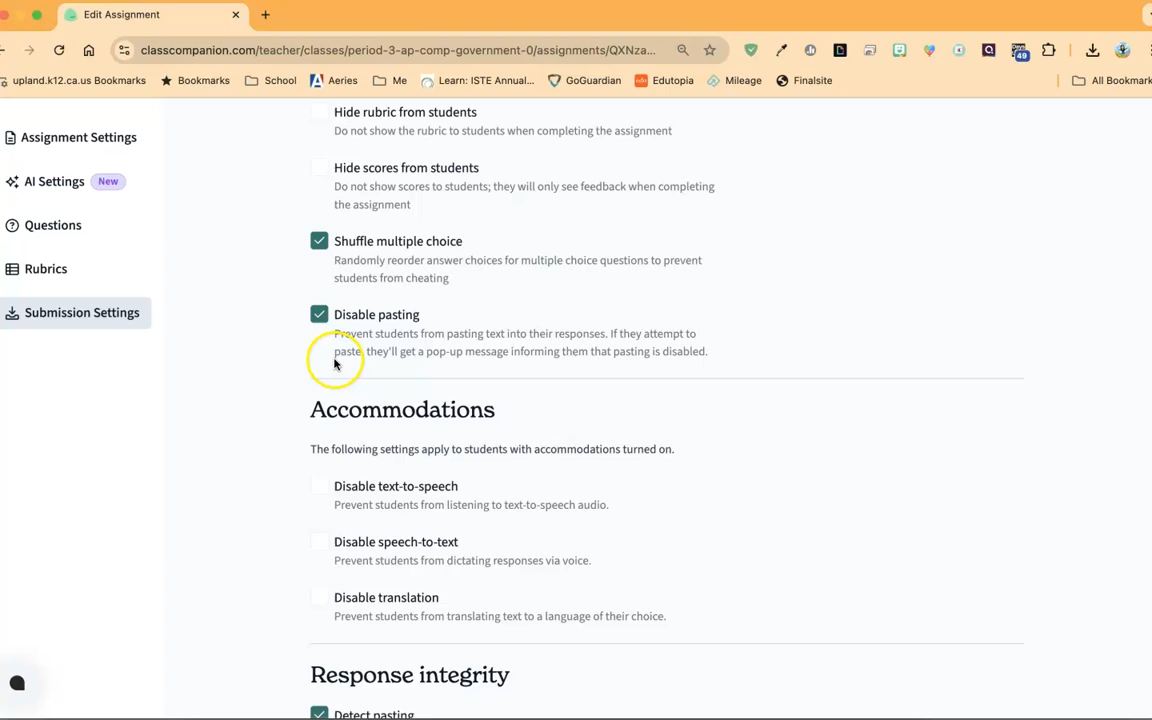 Edit Assignment
classcompanion.com/teacher/classes/period-3-ap-comp-government-0/assignments/QXNza...
49
upland.k12.ca.us Bookmarks
Bookmarks
School
Aeries
Me
Learn: ISTE Annual...
GoGuardian
Edutopia
Mileage
Finalsite
All Bookmark
Assignment Settings
AI Settings New
Questions
Rubrics
Submission Settings
Hide rubric from students
Do not show the rubric to students when completing the assignment
Hide scores from students
Do not show scores to students; they will only see feedback when completing
the assignment
Shuffle multiple choice
Randomly reorder answer choices for multiple choice questions to prevent
students from cheating
Disable pasting
Prevent students from pasting text into their responses. If they attempt to
paste, they'll get a pop-up message informing them that pasting is disabled.
Accommodations
The following settings apply to students with accommodations turned on.
Disable text-to-speech
Prevent students from listening to text-to-speech audio.
Disable speech-to-text
Prevent students from dictating responses via voice.
Disable translation
Prevent students from translating text to a language of their choice.
Response integrity
Detect pasting